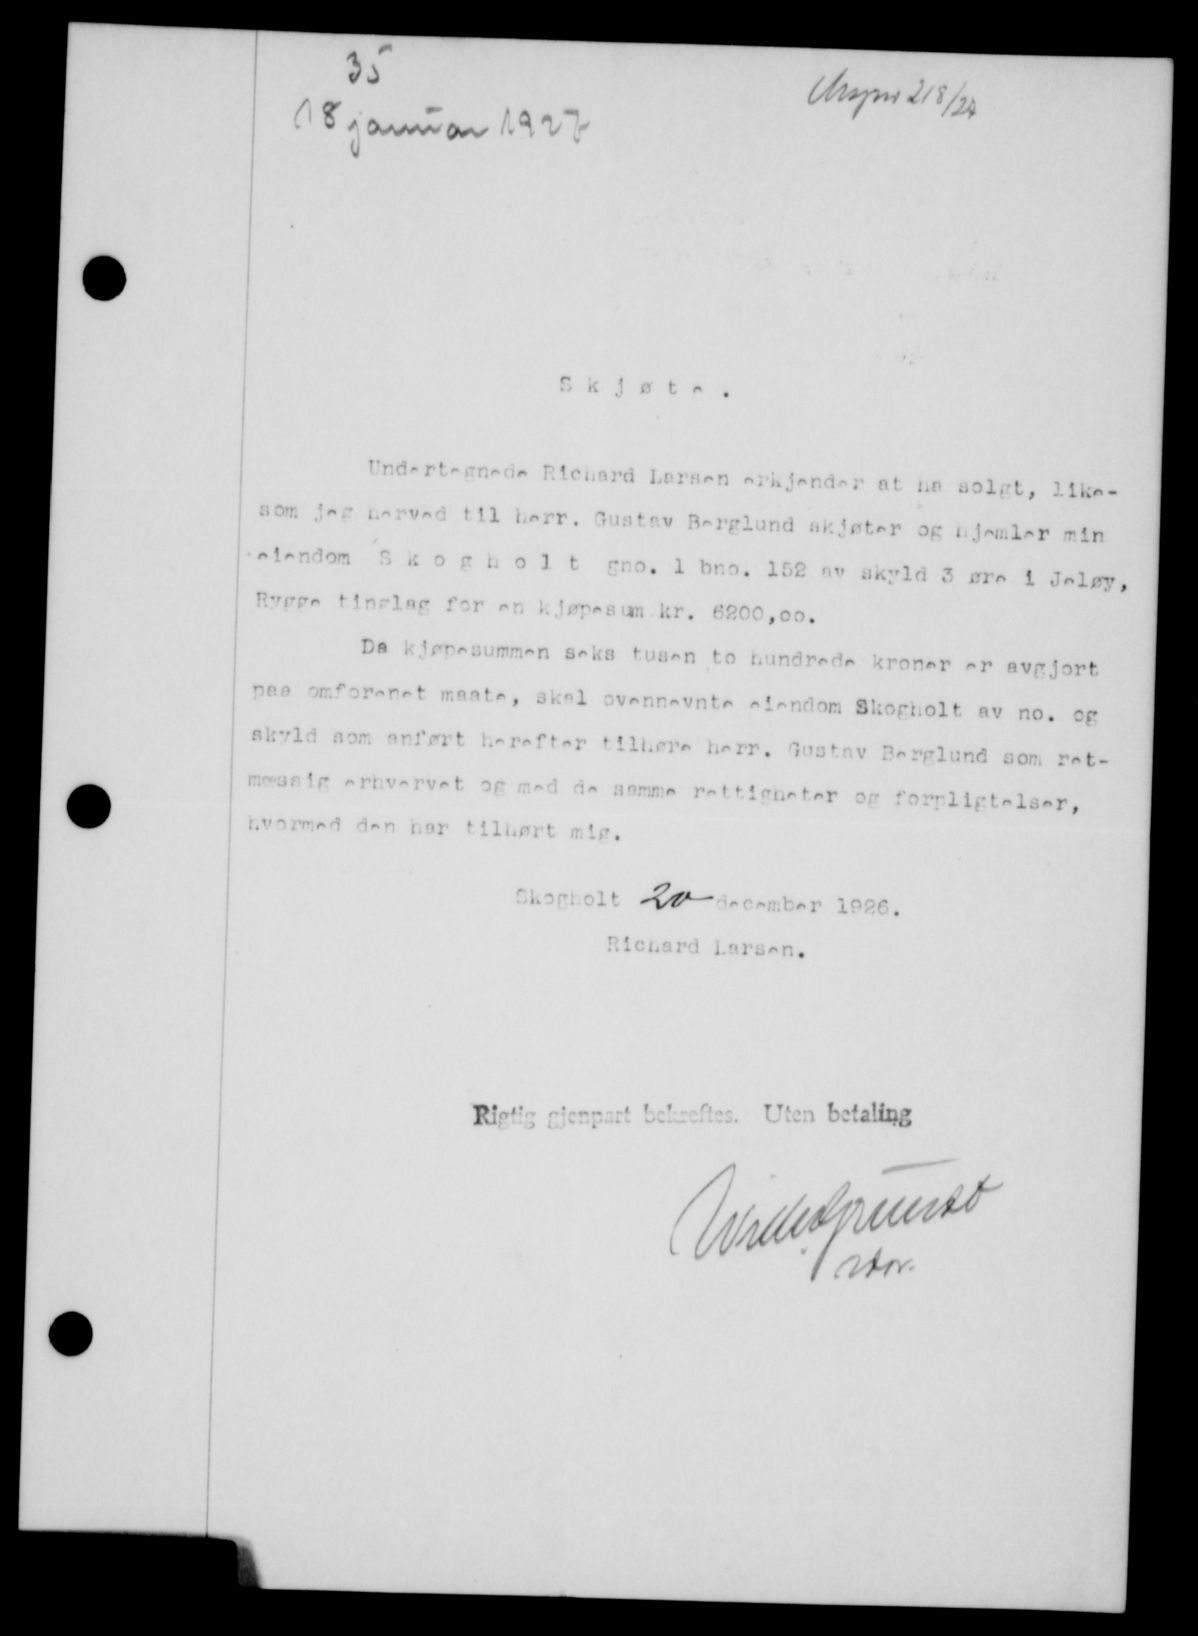 35
18 januar 1927
218/24
Skjøte.
Undertegnede Richard Larsen erkjender at ha solgt, like-
som jeg herved til herr. Gustav Berglund skjøter og hjemler min
eiendom Skogholt gno. 1 bno. 152 av skyld 3 øre i Jeløy,
Rygge tinglag for en kjøpesum kr. 6200,oo.
Da kjøpesummen seks tusen to hundrede kroner er avgjort
paa omforenet maate, skal ovennevnte eiendom Skogholt av no. og
skyld som anført herefter tilhøre herr. Gustav Berglund som ret-
mæssig erhvervet og med de samme rettigheter og forpligtelser,
hvormed den har tilhørt mig.
Skogholt 20 december 1926.
Richard Larsen.
Rigtig gjenpart bekreftes. Uten betaling